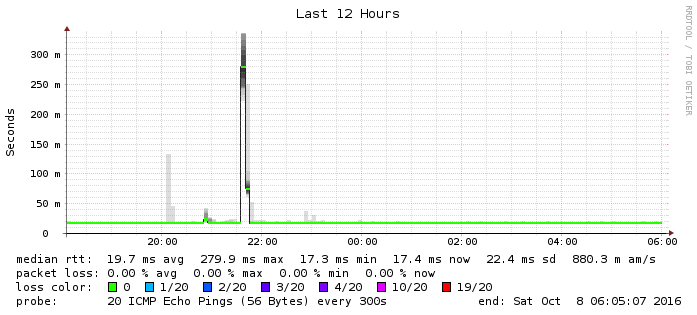 Last 12 Hours
RRDTOOL / TOBI OETIKER
Seconds
300 m
250 m
200 m
150 m
100 m
50 m
0
20:00 22:00 00:00 02:00 04:00 06:00
median rtt: 19.7 ms avg 279.9 ms max 17.3 ms min 17.4 ms now 22.4 ms sd 880.3 m am/s
packet loss: 0.00 % avg 0.00 % max 0.00 % min 0.00 % now
loss color: 0 1/20 2/20 3/20 4/20 10/20 19/20
probe: 20 ICMP Echo Pings (56 Bytes) every 300s end: Sat Oct 8 06:05:07 2016